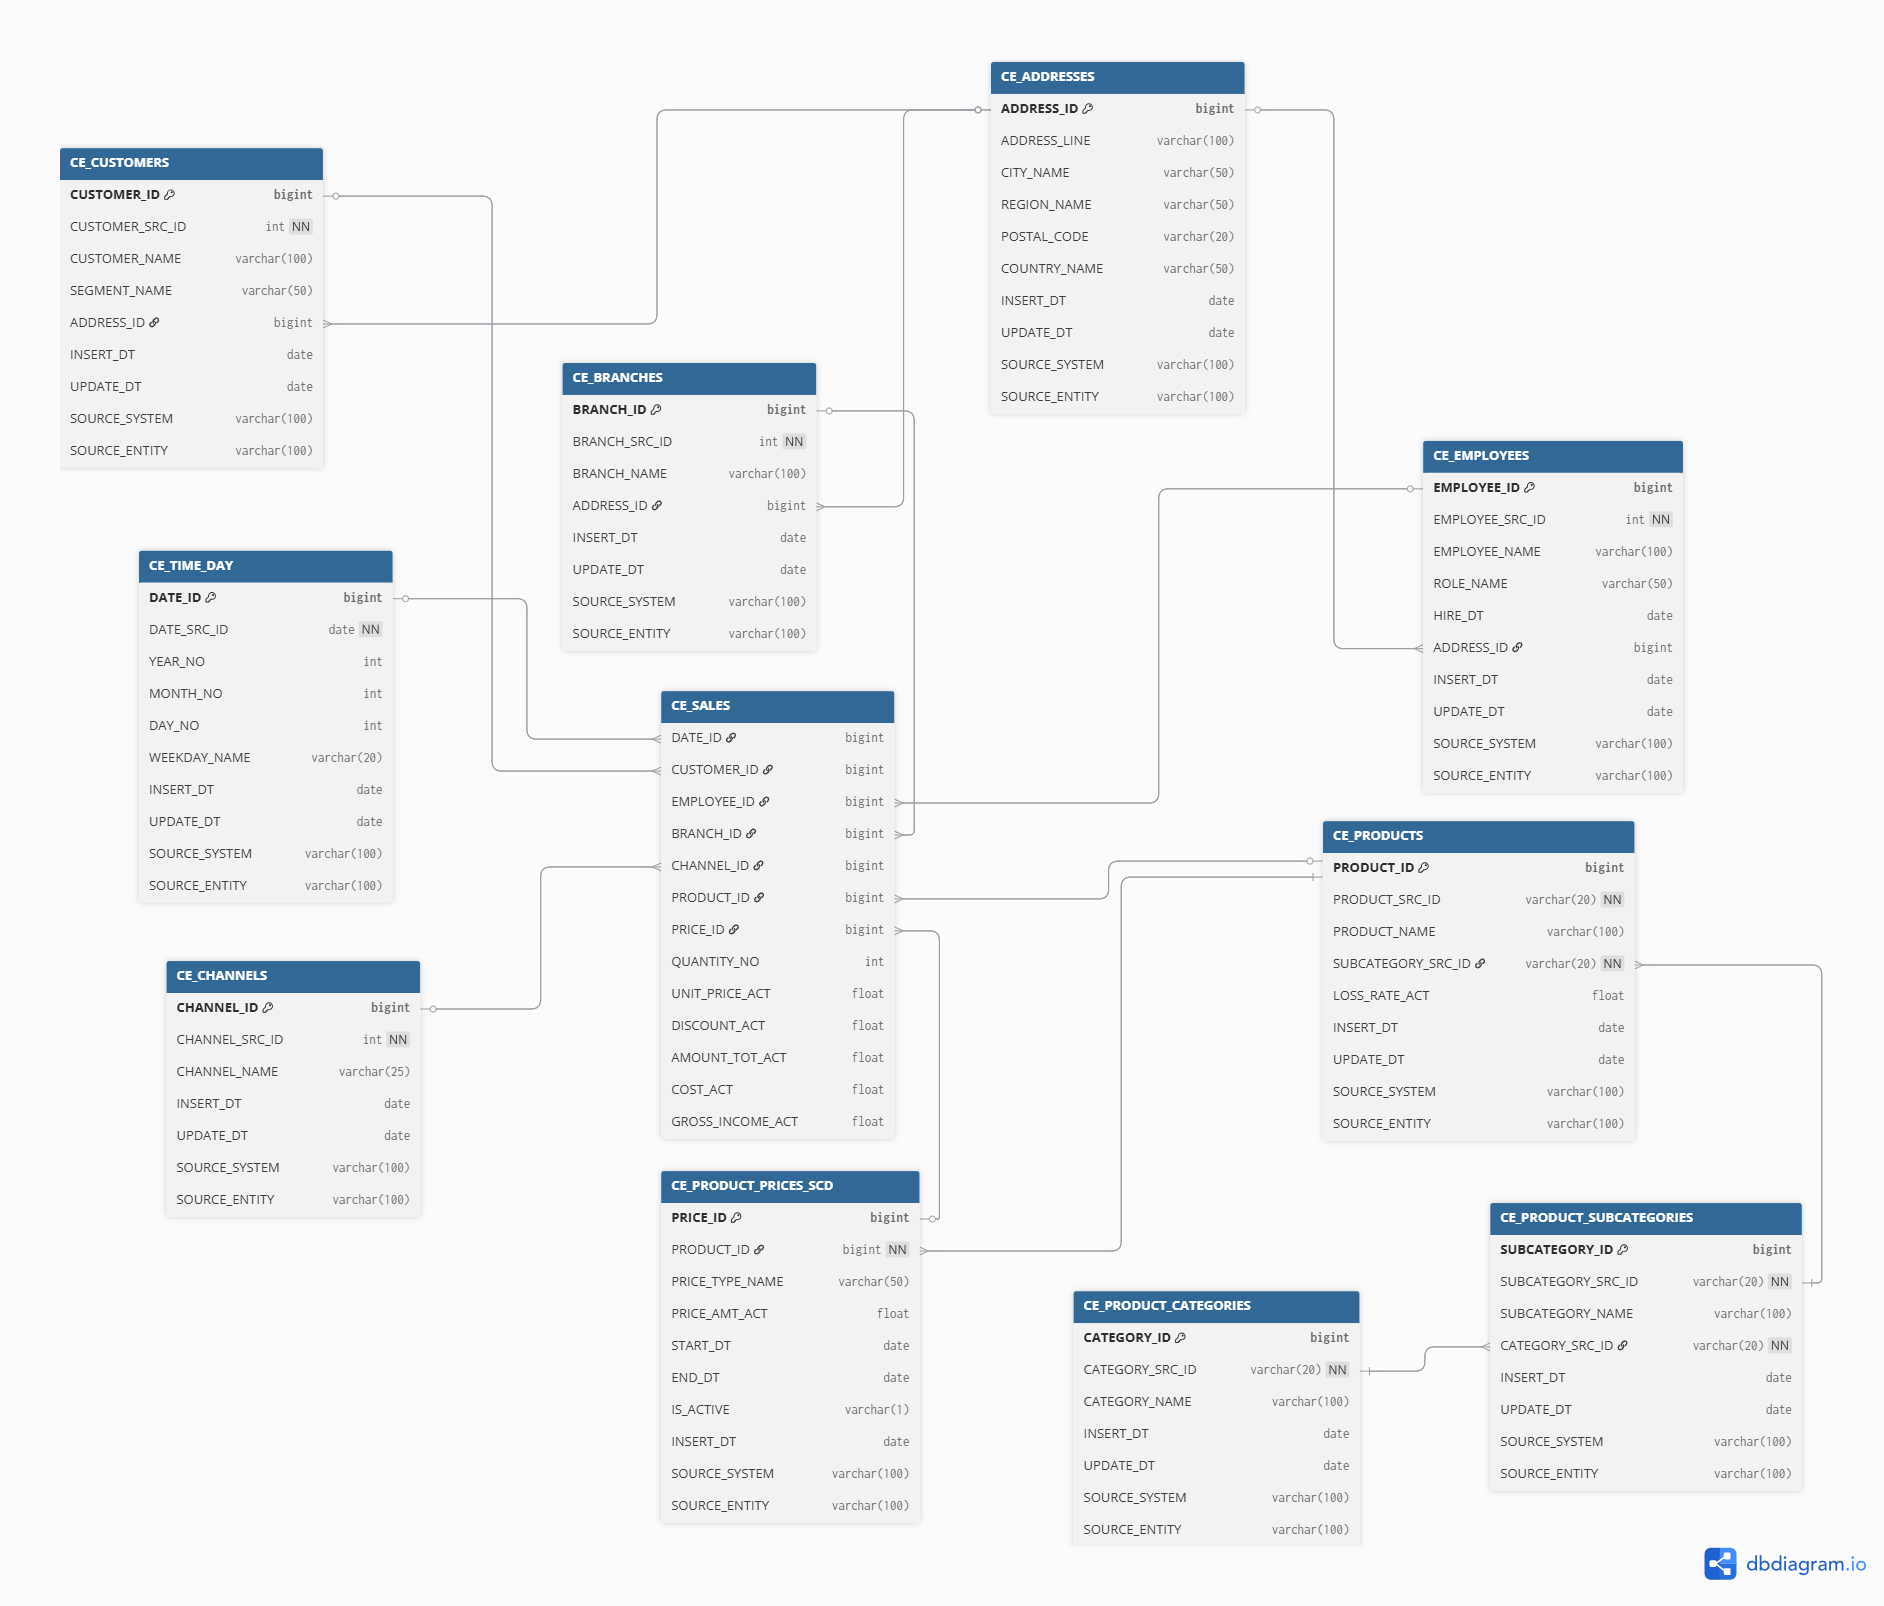 CE_ADDRESSES
ADDRESS_ID bigint
ADDRESS_LINE varchar(100)
CITY_NAME varchar(50)
REGION_NAME varchar(50)
POSTAL_CODE varchar(20)
COUNTRY_NAME varchar(50)
INSERT_DT date
UPDATE_DT date
SOURCE_SYSTEM varchar(100)
SOURCE_ENTITY varchar(100)
CE_CUSTOMERS
CUSTOMER_ID bigint
CUSTOMER_SRC_ID int NN
CUSTOMER_NAME varchar(100)
SEGMENT_NAME varchar(50)
ADDRESS_ID bigint
INSERT_DT date
UPDATE_DT date
SOURCE_SYSTEM varchar(100)
SOURCE_ENTITY varchar(100)
CE_BRANCHES
BRANCH_ID bigint
BRANCH_SRC_ID int NN
BRANCH_NAME varchar(100)
ADDRESS_ID bigint
INSERT_DT date
UPDATE_DT date
SOURCE_SYSTEM varchar(100)
SOURCE_ENTITY varchar(100)
CE_EMPLOYEES
EMPLOYEE_ID bigint
EMPLOYEE_SRC_ID int NN
EMPLOYEE_NAME varchar(100)
ROLE_NAME varchar(50)
HIRE_DT date
ADDRESS_ID bigint
INSERT_DT date
UPDATE_DT date
SOURCE_SYSTEM varchar(100)
SOURCE_ENTITY varchar(100)
CE_TIME_DAY
DATE_ID bigint
DATE_SRC_ID date NN
YEAR_NO int
MONTH_NO int
DAY_NO int
WEEKDAY_NAME varchar(20)
INSERT_DT date
UPDATE_DT date
SOURCE_SYSTEM varchar(100)
SOURCE_ENTITY varchar(100)
CE_SALES
DATE_ID bigint
CUSTOMER_ID bigint
EMPLOYEE_ID bigint
BRANCH_ID bigint
CHANNEL_ID bigint
PRODUCT_ID bigint
PRICE_ID bigint
QUANTITY_NO int
UNIT_PRICE_ACT float
DISCOUNT_ACT float
AMOUNT_TOT_ACT float
COST_ACT float
GROSS_INCOME_ACT float
CE_PRODUCTS
PRODUCT_ID bigint
PRODUCT_SRC_ID varchar(20) NN
PRODUCT_NAME varchar(100)
SUBCATEGORY_SRC_ID varchar(20) NN
LOSS_RATE_ACT float
INSERT_DT date
UPDATE_DT date
SOURCE_SYSTEM varchar(100)
SOURCE_ENTITY varchar(100)
CE_CHANNELS
CHANNEL_ID bigint
CHANNEL_SRC_ID int NN
CHANNEL_NAME varchar(25)
INSERT_DT date
UPDATE_DT date
SOURCE_SYSTEM varchar(100)
SOURCE_ENTITY varchar(100)
CE_PRODUCT_PRICES_SCD
PRICE_ID bigint
PRODUCT_ID bigint NN
PRICE_TYPE_NAME varchar(50)
PRICE_AMT_ACT float
START_DT date
END_DT date
IS_ACTIVE varchar(1)
INSERT_DT date
SOURCE_SYSTEM varchar(100)
SOURCE_ENTITY varchar(100)
CE_PRODUCT_SUBCATEGORIES
SUBCATEGORY_ID bigint
SUBCATEGORY_SRC_ID varchar(20) NN
SUBCATEGORY_NAME varchar(100)
CATEGORY_SRC_ID varchar(20) NN
INSERT_DT date
UPDATE_DT date
SOURCE_SYSTEM varchar(100)
SOURCE_ENTITY varchar(100)
CE_PRODUCT_CATEGORIES
CATEGORY_ID bigint
CATEGORY_SRC_ID varchar(20) NN
CATEGORY_NAME varchar(100)
INSERT_DT date
UPDATE_DT date
SOURCE_SYSTEM varchar(100)
SOURCE_ENTITY varchar(100)
dbdiagram.io